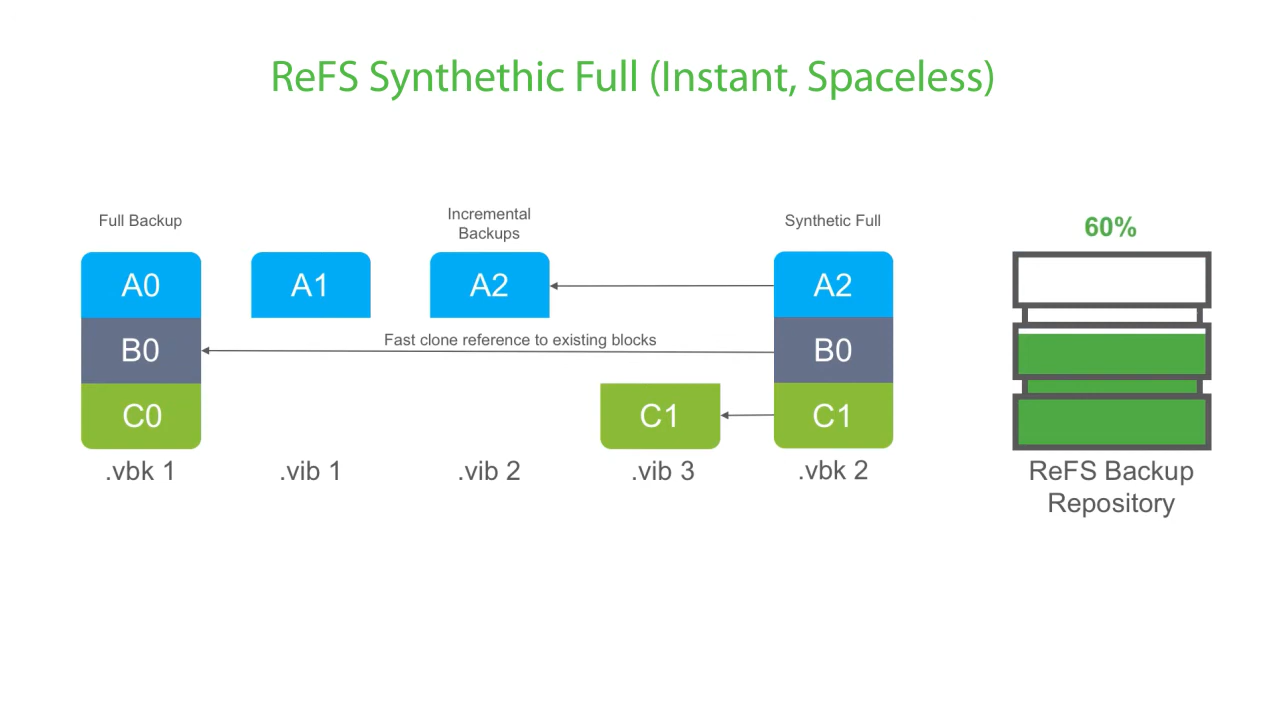 ReFS Synthethic Full (Instant, Spaceless)
Full Backup
Incremental
Backups
Synthetic Full
60%
A0
A1
A2
A2
Fast clone reference to existing blocks
B0
B0
C0
C1
C1
.vbk 1
.vib 1
.vib 2
.vib 3
.vbk 2
ReFS Backup
Repository